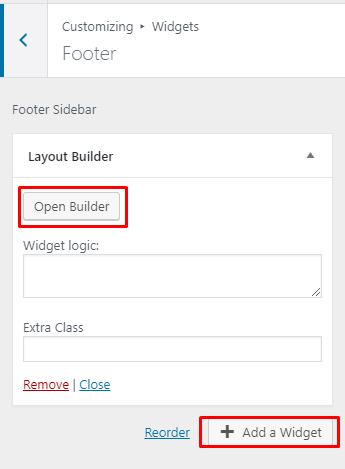 Customizing ▸ Widgets
Footer
Footer Sidebar
Layout Builder
Open Builder
Widget logic:
Extra Class
Remove | Close
Reorder
Add a Widget